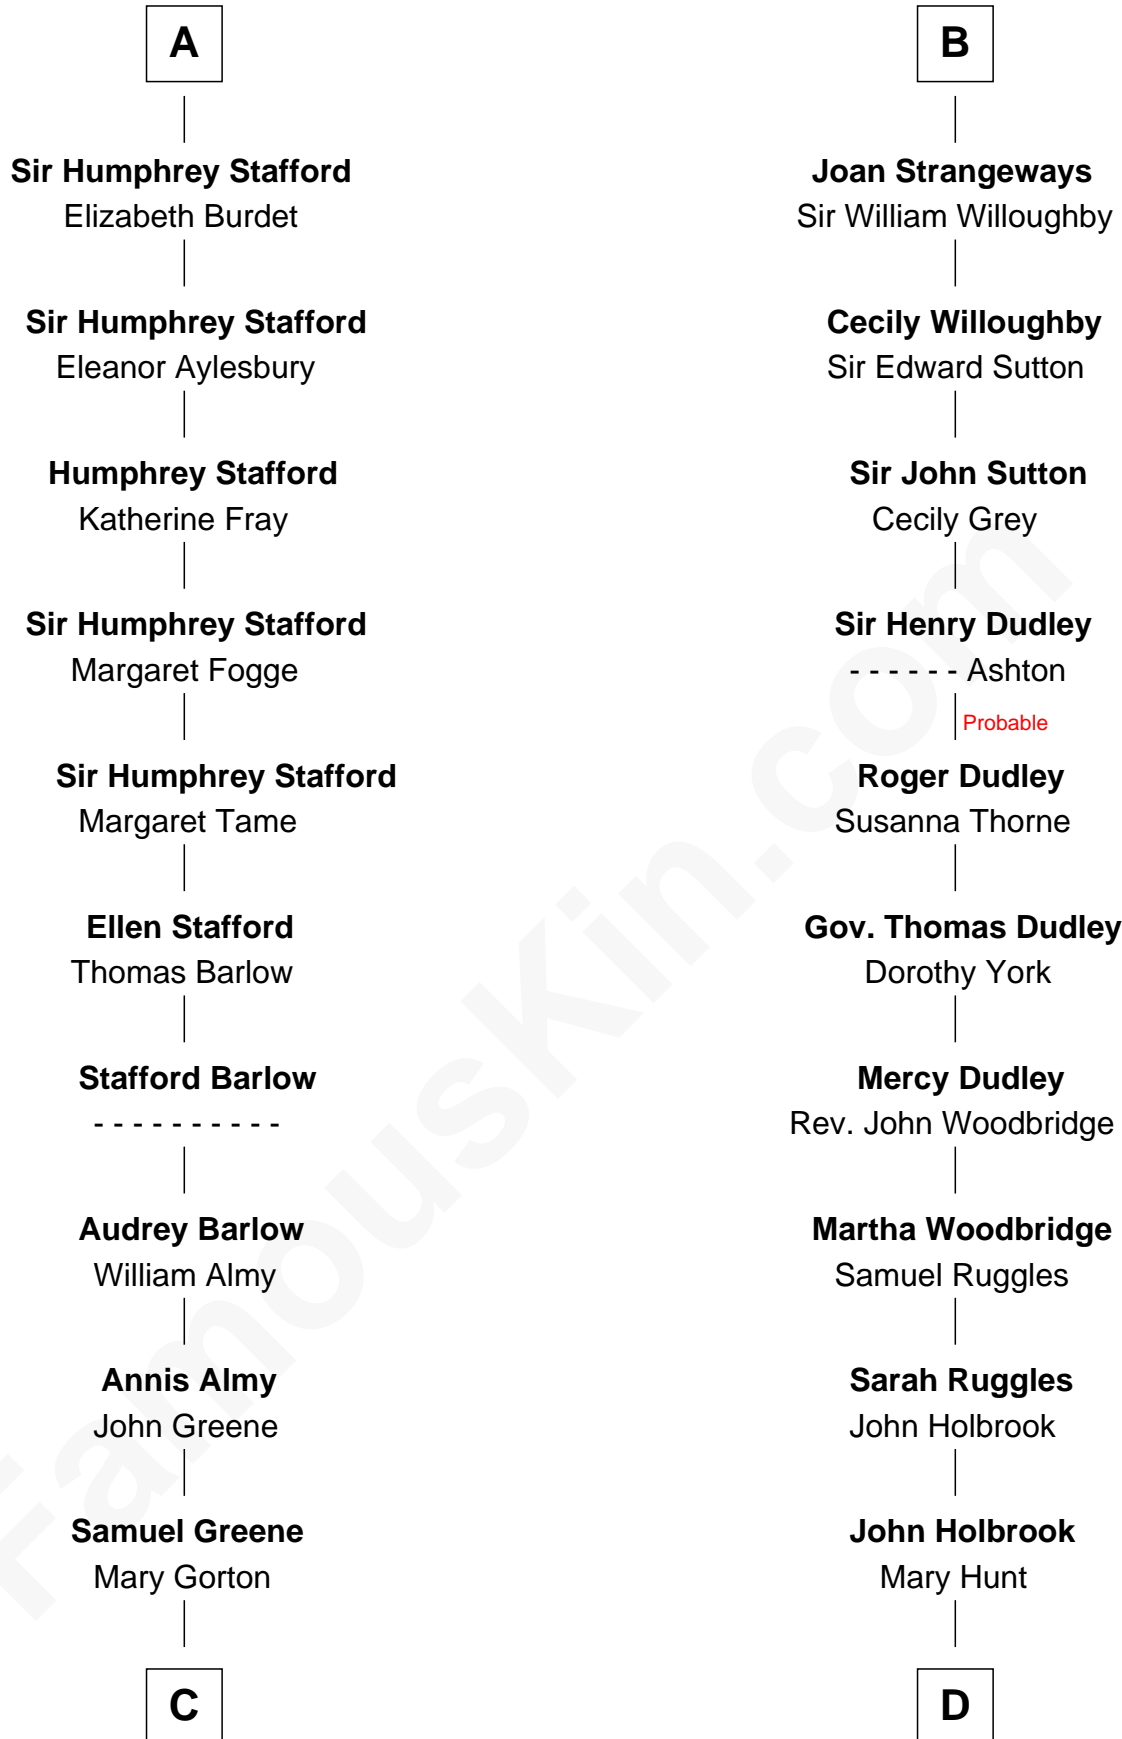 A
Sir Humphrey Stafford
Elizabeth Burdet
Sir Humphrey Stafford
Eleanor Aylesbury
Humphrey Stafford
Katherine Fray
Sir Humphrey Stafford
Margaret Fogge
Sir Humphrey Stafford
Margaret Tame
Ellen Stafford
Thomas Barlow
Stafford Barlow
- - - - - - - - - -
Audrey Barlow
William Almy
Annis Almy
John Greene
Samuel Greene
Mary Gorton
C
B
Joan Strangeways
Sir William Willoughby
Cecily Willoughby
Sir Edward Sutton
Sir John Sutton
Cecily Grey
Sir Henry Dudley
- - - - - - Ashton
Probable
Roger Dudley
Susanna Thorne
Gov. Thomas Dudley
Dorothy York
Mercy Dudley
Rev. John Woodbridge
Martha Woodbridge
Samuel Ruggles
Sarah Ruggles
John Holbrook
John Holbrook
Mary Hunt
D
FamousKin.com